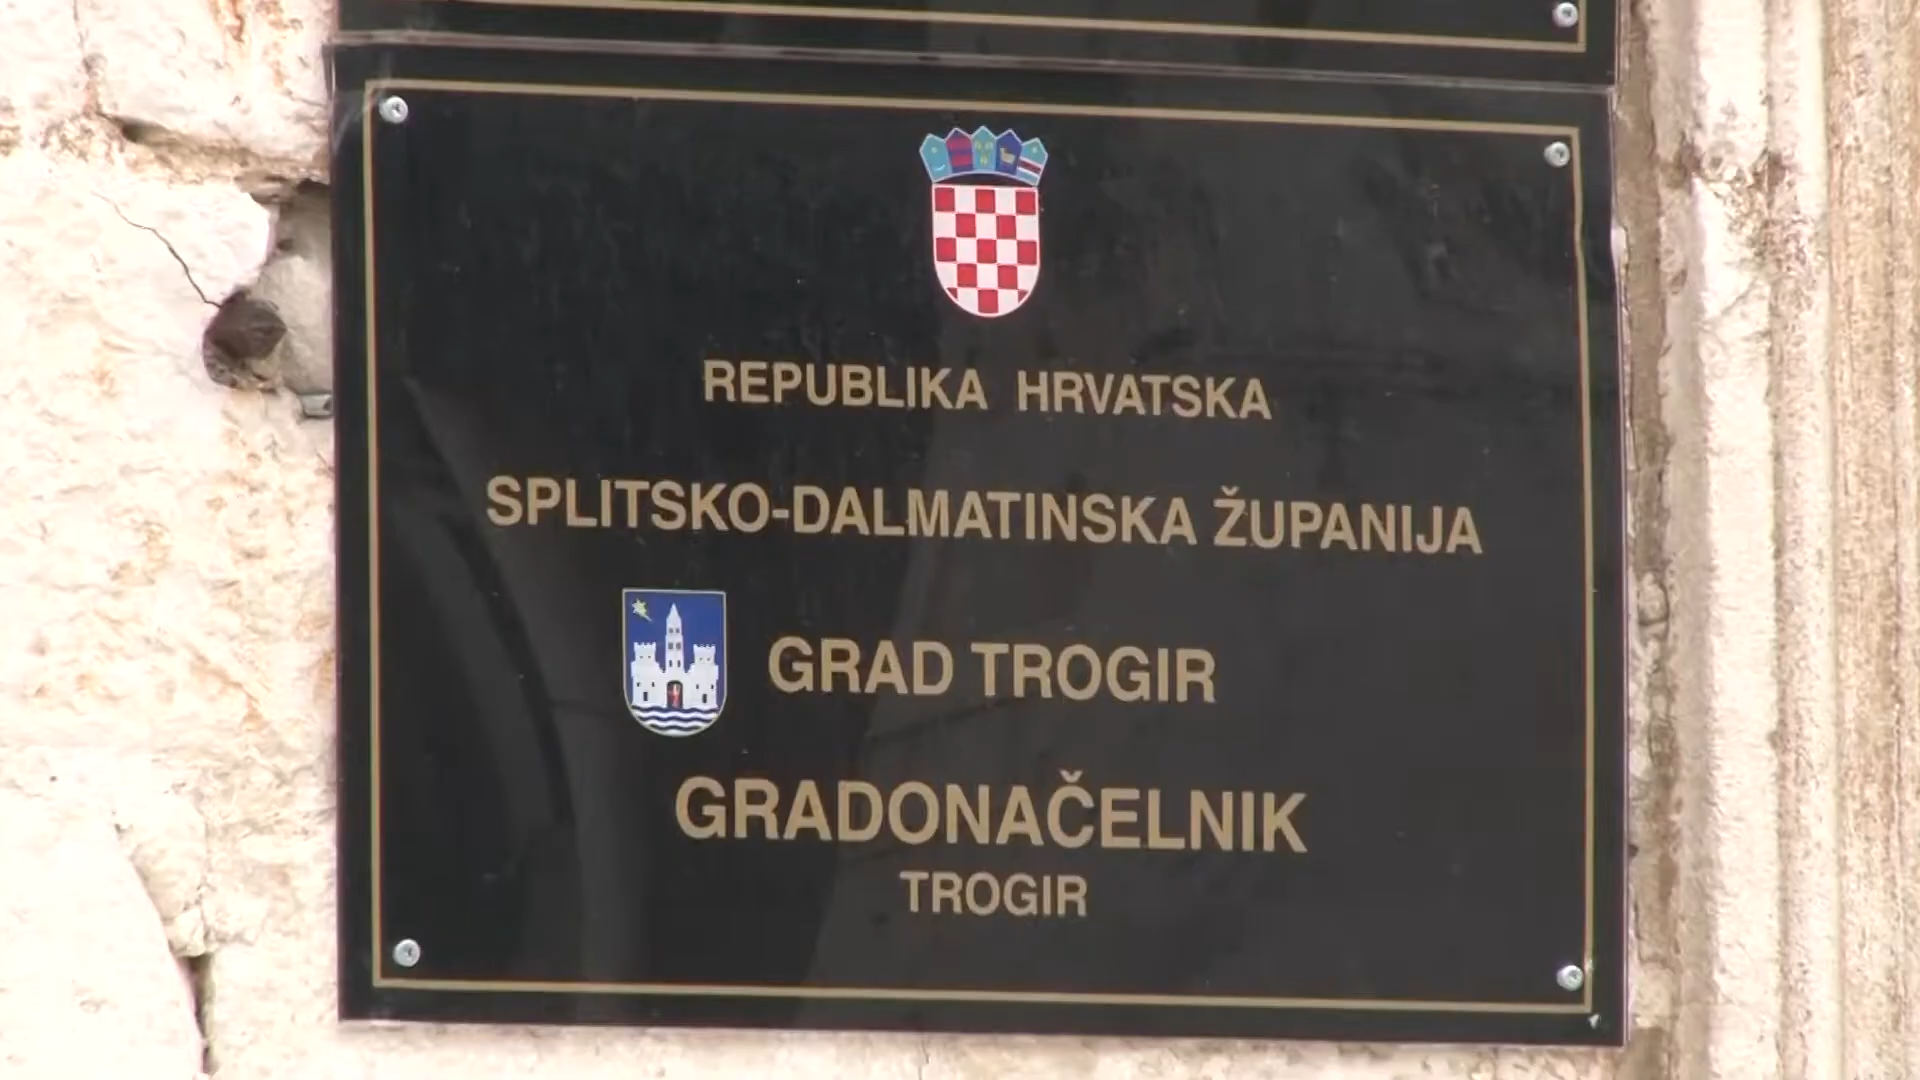 REPUBLIKA HRVATSKA
SPLITSKO-DALMATINSKA ŽUPANIJA
GRAD TROGIR
GRADONAČELNIK
TROGIR